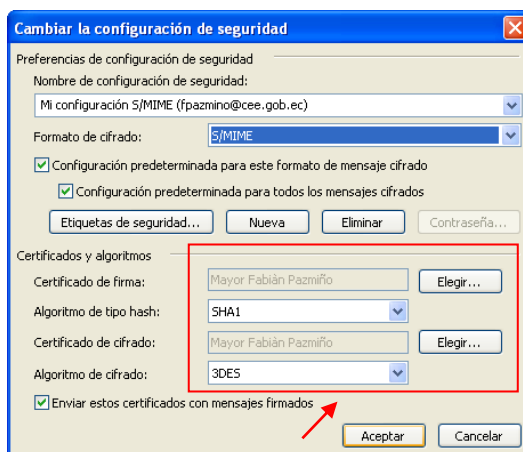 Cambiar la configuración de seguridad
Preferencias de configuración de seguridad
Nombre de configuración de seguridad:
Mi configuración S/MIME (fpazmino@cee.gob.ec)
Formato de cifrado: S/MIME
Configuración predeterminada para este formato de mensaje cifrado
Configuración predeterminada para todos los mensajes cifrados
Etiquetas de seguridad... Nueva Eliminar Contraseña...
Certificados y algoritmos
Certificado de firma: Mayor Fabiàn Pazmiño Elegir...
Algoritmo de tipo hash: SHA1
Certificado de cifrado: Mayor Fabiàn Pazmiño Elegir...
Algoritmo de cifrado: 3DES
Enviar estos certificados con mensajes firmados
Aceptar Cancelar